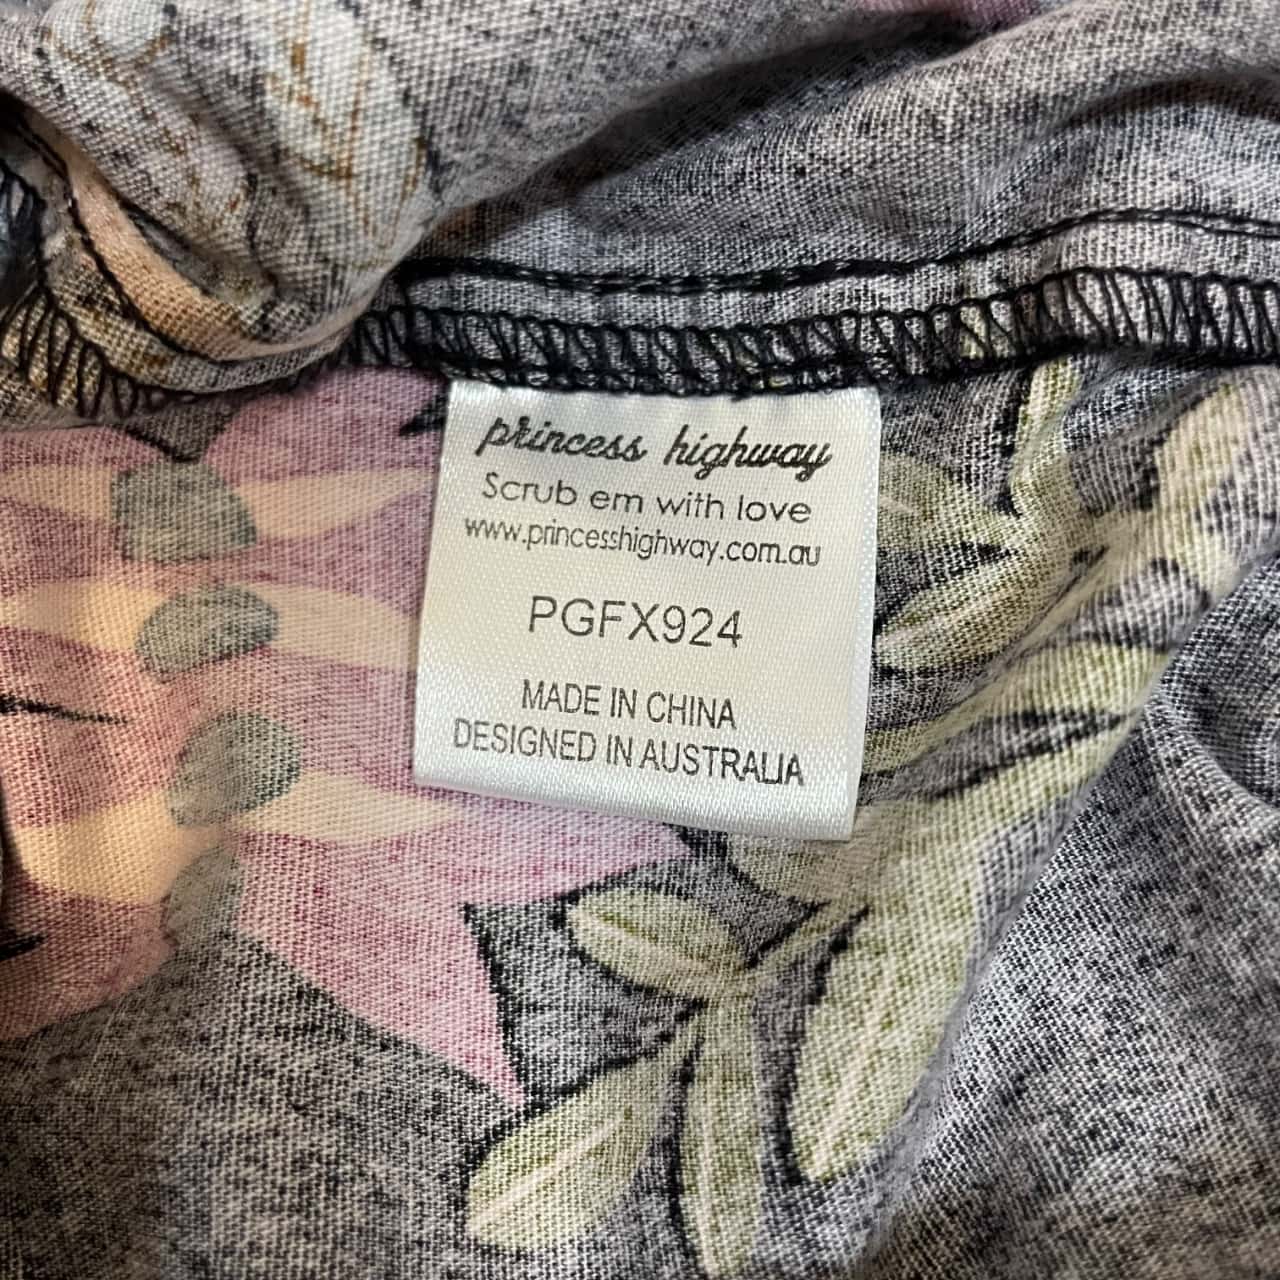 princess highway
Scrub em with love
www.princesshighway.com.au
PGFX924
MADE IN CHINA
DESIGNED IN AUSTRALIA